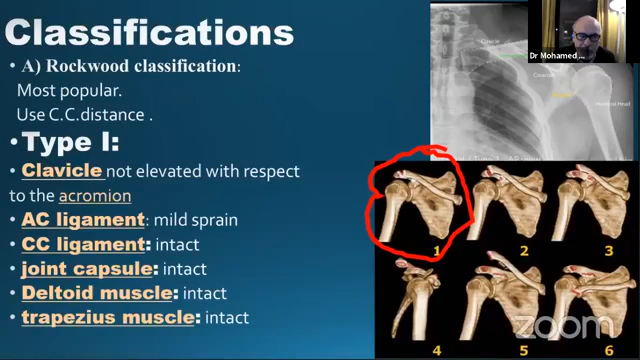 Classifications
• A) Rockwood classification:
Most popular.
Use C.C.distance .
•Type I:
• Clavicle not elevated with respect
to the acromion
• AC ligament: mild sprain
• CC ligament: intact
• joint capsule: intact
• Deltoid muscle: intact
• trapezius muscle: intact
Dr Mohamed
Clavicle
Coracoid
Humeral Head
1
2
3
4
5
6
zoom